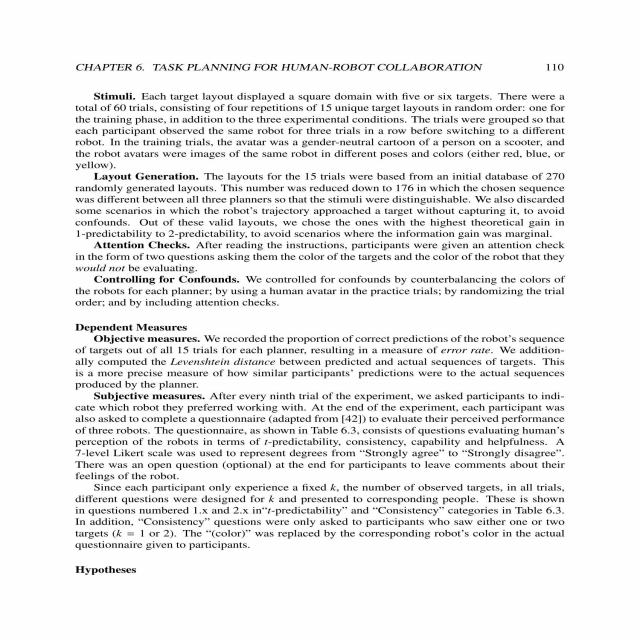 CHAPTER 6. TASK PLANNING FOR HUMAN-ROBOT COLLABORATION 110
Stimuli. Each target layout displayed a square domain with five or six targets. There were a
total of 60 trials, consisting of four repetitions of 15 unique target layouts in random order: one for
the training phase, in addition to the three experimental conditions. The trials were grouped so that
each participant observed the same robot for three trials in a row before switching to a different
robot. In the training trials, the avatar was a gender-neutral cartoon of a person on a scooter, and
the robot avatars were images of the same robot in different poses and colors (either red, blue, or
yellow).
Layout Generation. The layouts for the 15 trials were based from an initial database of 270
randomly generated layouts. This number was reduced down to 176 in which the chosen sequence
was different between all three planners so that the stimuli were distinguishable. We also discarded
some scenarios in which the robot's trajectory approached a target without capturing it, to avoid
confounds. Out of these valid layouts, we chose the ones with the highest theoretical gain in
1-predictability to 2-predictability, to avoid scenarios where the information gain was marginal.
Attention Checks. After reading the instructions, participants were given an attention check
in the form of two questions asking them the color of the targets and the color of the robot that they
would not be evaluating.
Controlling for Confounds. We controlled for confounds by counterbalancing the colors of
the robots for each planner; by using a human avatar in the practice trials; by randomizing the trial
order; and by including attention checks.
Dependent Measures
Objective measures. We recorded the proportion of correct predictions of the robot's sequence
of targets out of all 15 trials for each planner, resulting in a measure of error rate. We addition-
ally computed the Levenshtein distance between predicted and actual sequences of targets. This
is a more precise measure of how similar participants' predictions were to the actual sequences
produced by the planner.
Subjective measures. After every ninth trial of the experiment, we asked participants to indi-
cate which robot they preferred working with. At the end of the experiment, each participant was
also asked to complete a questionnaire (adapted from [42]) to evaluate their perceived performance
of three robots. The questionnaire, as shown in Table 6.3, consists of questions evaluating human's
perception of the robots in terms of t-predictability, consistency, capability and helpfulness. A
7-level Likert scale was used to represent degrees from “Strongly agree” to “Strongly disagree”.
There was an open question (optional) at the end for participants to leave comments about their
feelings of the robot.
Since each participant only experience a fixed k, the number of observed targets, in all trials,
different questions were designed for k and presented to corresponding people. These is shown
in questions numbered 1.x and 2.x in“t-predictability” and “Consistency” categories in Table 6.3.
In addition, “Consistency” questions were only asked to participants who saw either one or two
targets (k = 1 or 2). The “(color)” was replaced by the corresponding robot's color in the actual
questionnaire given to participants.
Hypotheses